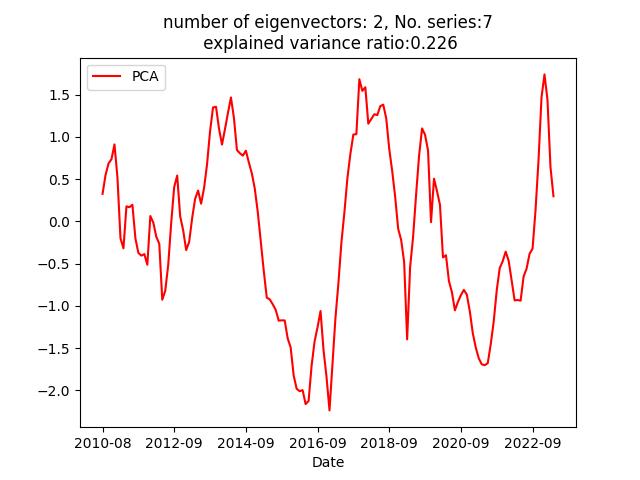 number of eigenvectors: 2, No. series:7
explained variance ratio:0.226
PCA
1.5
1.0
0.5
0.0
−0.5
−1.0
−1.5
−2.0
2010-08 2012-09 2014-09 2016-09 2018-09 2020-09 2022-09
Date